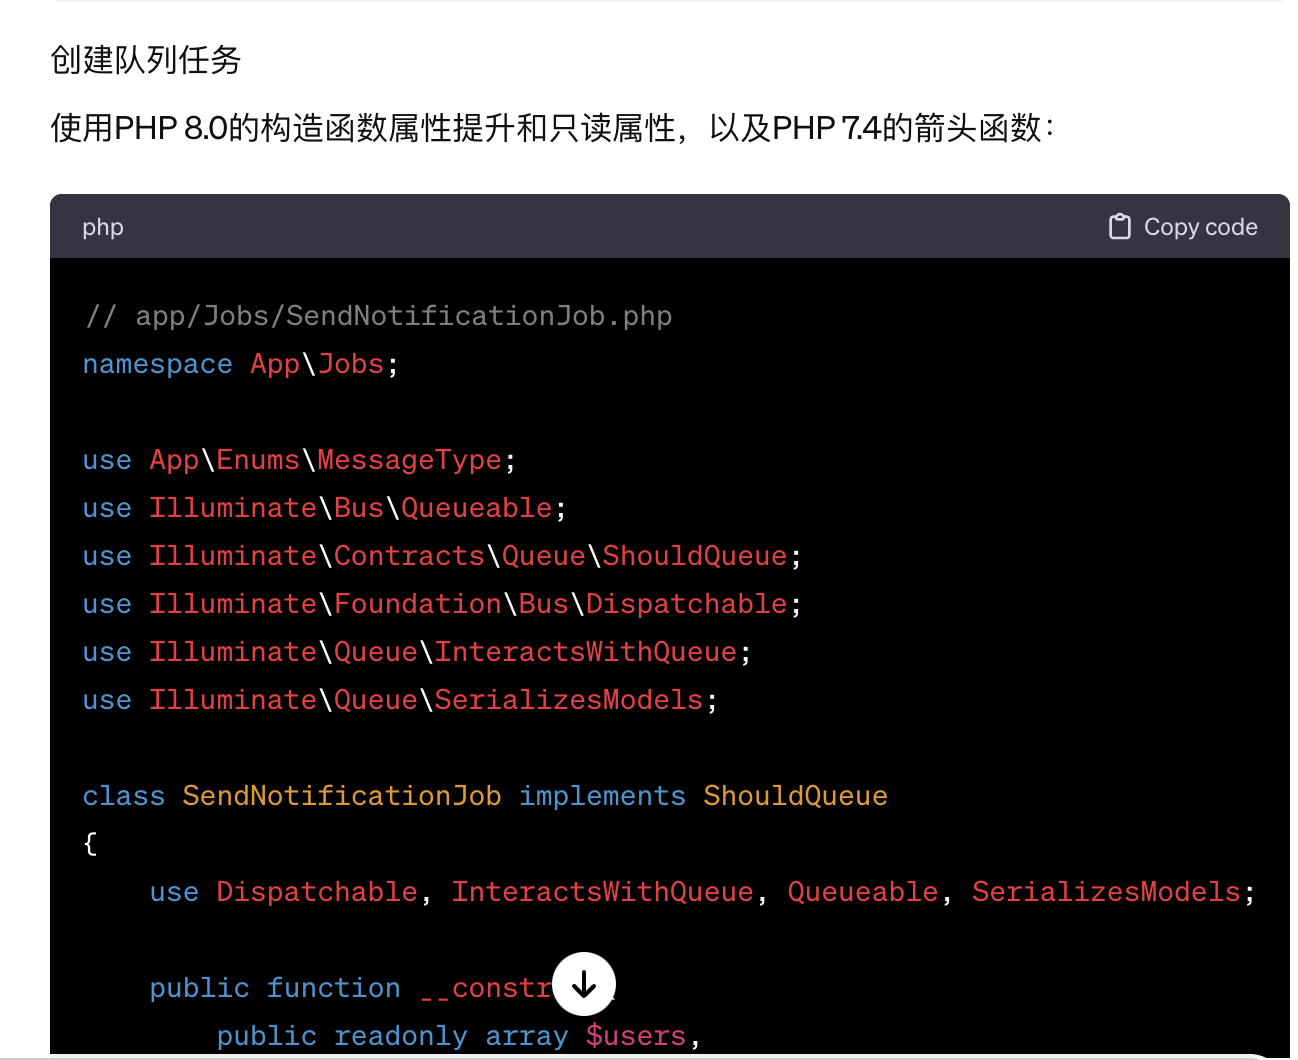 创建队列任务
使用PHP 8.0的构造函数属性提升和只读属性，以及PHP 7.4的箭头函数：
php
Copy code
// app/Jobs/SendNotificationJob.php
namespace App\Jobs;
use App\Enums\MessageType;
use Illuminate\Bus\Queueable;
use Illuminate\Contracts\Queue\ShouldQueue;
use Illuminate\Foundation\Bus\Dispatchable;
use Illuminate\Queue\InteractsWithQueue;
use Illuminate\Queue\SerializesModels;
class SendNotificationJob implements ShouldQueue
{
    use Dispatchable, InteractsWithQueue, Queueable, SerializesModels;
    public function __constr
        public readonly array $users,